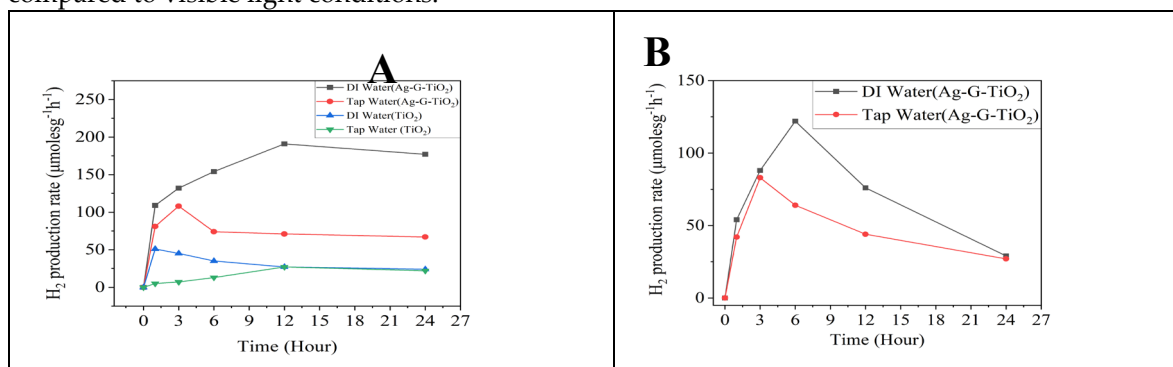 compared to visible light conditions.
A
DI Water(Ag-G-TiO₂)
Tap Water(Ag-G-TiO₂)
DI Water(TiO₂)
Tap Water (TiO₂)
250
200
150
100
50
0
H₂ production rate (μmolesg⁻¹h⁻¹)
0 3 6 9 12 15 18 21 24 27
Time (Hour)
B
DI Water(Ag-G-TiO₂)
Tap Water(Ag-G-TiO₂)
150
100
50
0
H₂ production rate (μmolesg⁻¹h⁻¹)
0 3 6 9 12 15 18 21 24 27
Time (Hour)